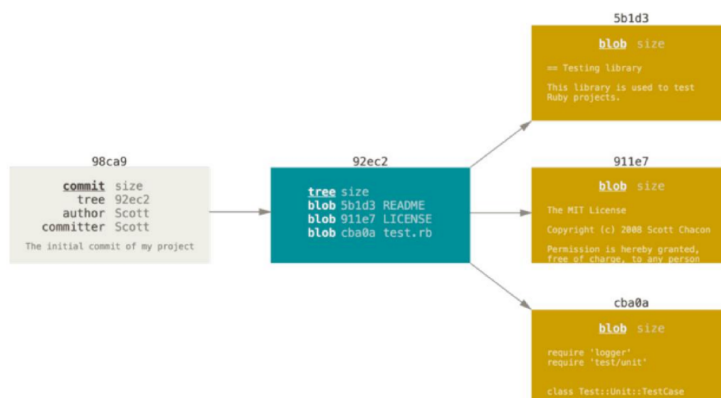 98ca9
commit size
tree 92ec2
author Scott
committer Scott
The initial commit of my project
92ec2
tree size
blob 5b1d3 README
blob 911e7 LICENSE
blob cba0a test.rb
5b1d3
blob size
== Testing library
This library is used to test
Ruby projects.
911e7
blob size
The MIT License
Copyright (c) 2008 Scott Chacon
Permission is hereby granted,
free of charge, to any person
cba0a
blob size
require 'logger'
require 'test/unit'
class Test::Unit::TestCase